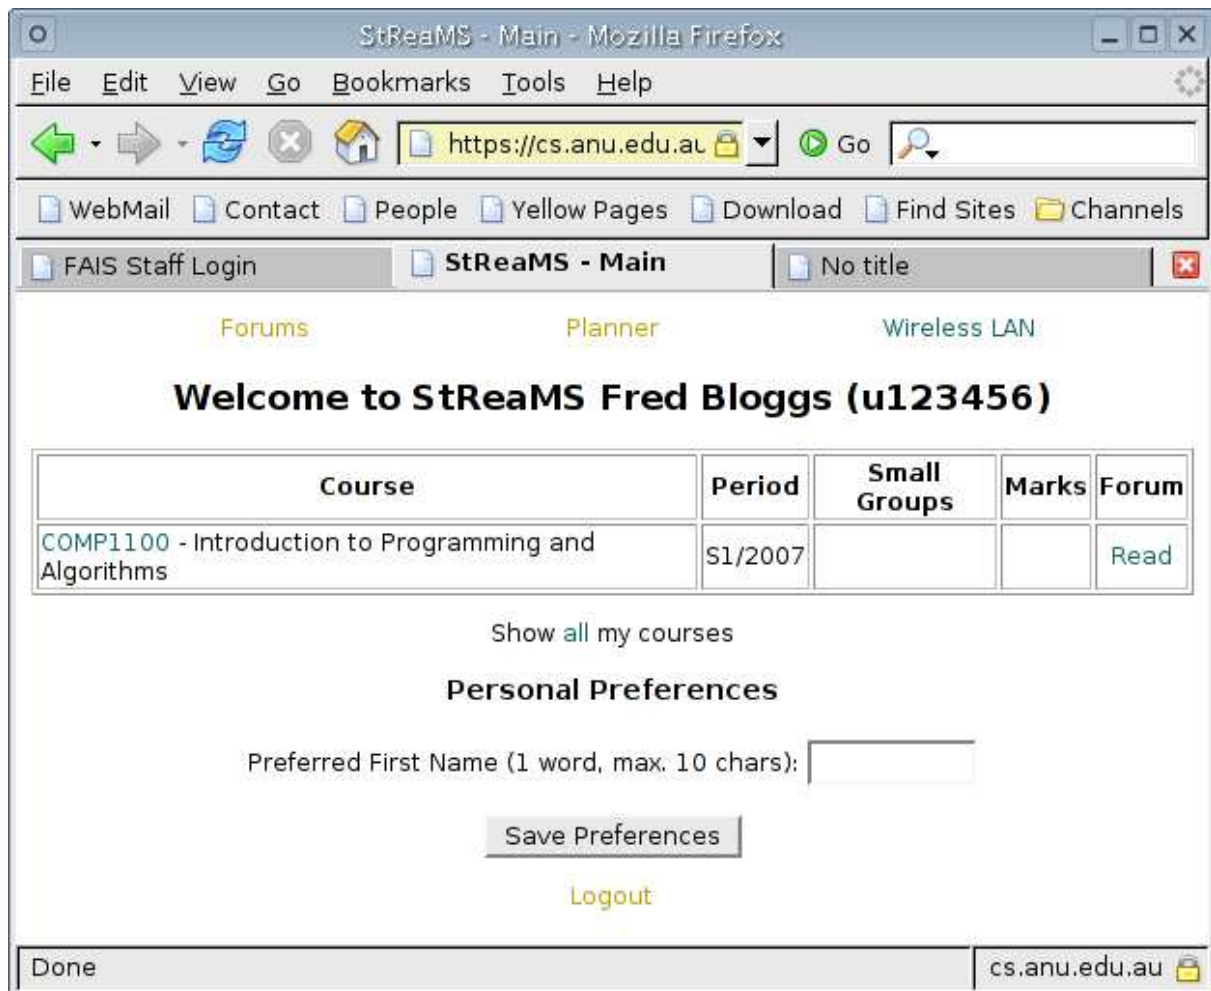 StReaMS - Main - Mozilla Firefox
File Edit View Go Bookmarks Tools Help
https://cs.anu.edu.au Go
WebMail Contact People Yellow Pages Download Find Sites Channels
FAIS Staff Login StReaMS - Main No title
Forums Planner Wireless LAN
Welcome to StReaMS Fred Bloggs (u123456)
Course Period Small Groups Marks Forum
COMP1100 - Introduction to Programming and
Algorithms S1/2007 Read
Show all my courses
Personal Preferences
Preferred First Name (1 word, max. 10 chars):
Save Preferences
Logout
Done cs.anu.edu.au